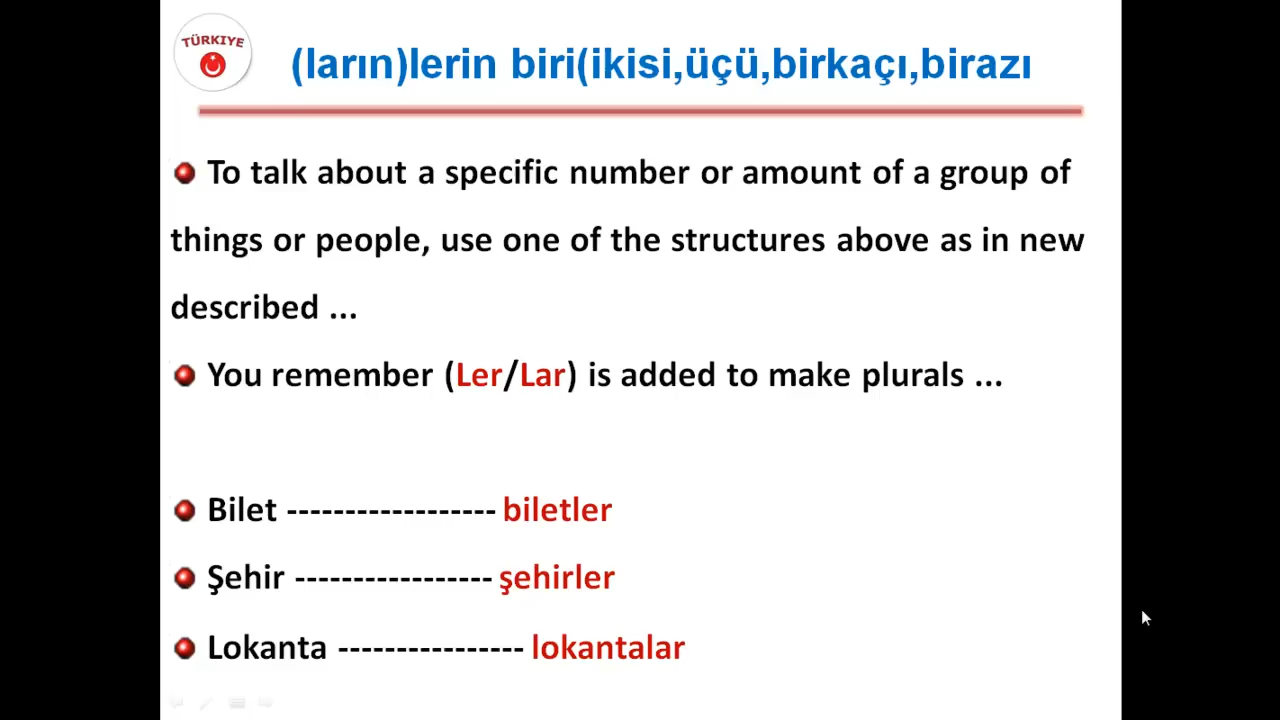 TÜRKIYE
(ların)lerin biri(ikisi,üçü,birkaçı,birazı
To talk about a specific number or amount of a group of
things or people, use one of the structures above as in new
described ...
You remember (Ler/Lar) is added to make plurals ...
Bilet ------------------ biletler
Şehir ----------------- şehirler
Lokanta ---------------- lokantalar